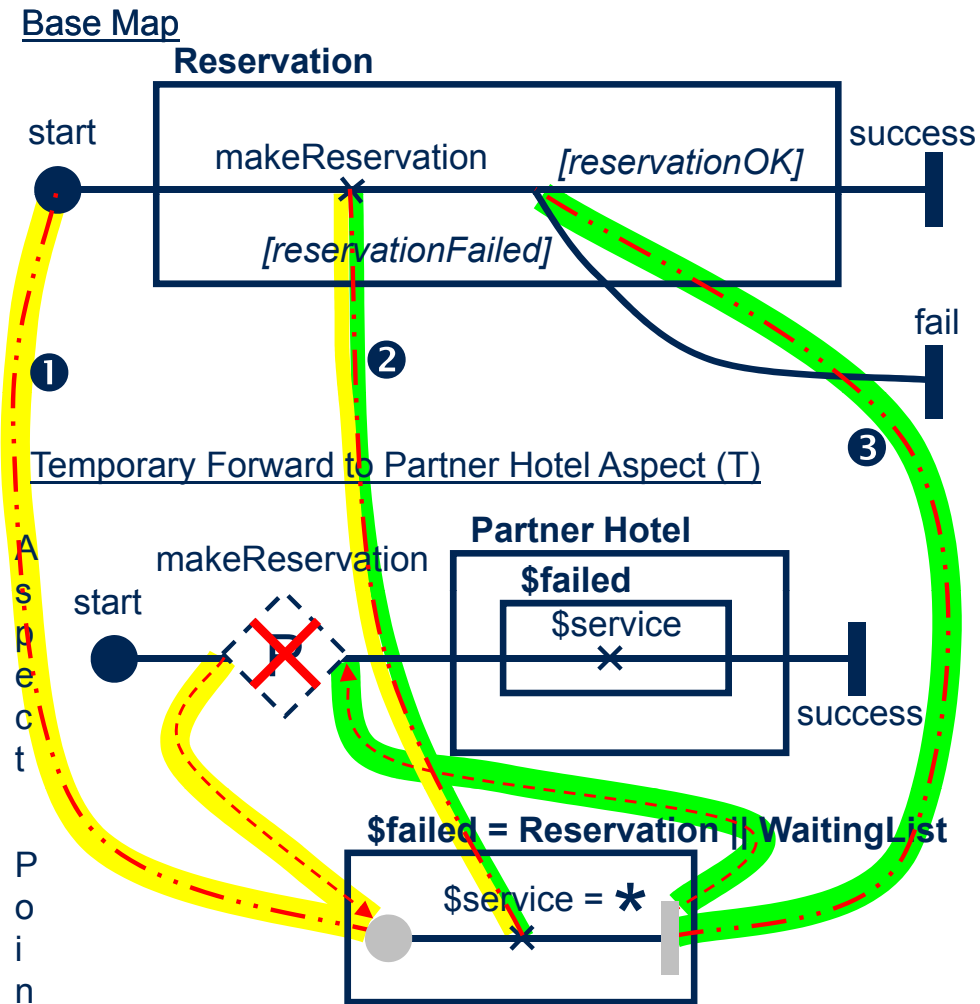 Base Map
Reservation
start
makeReservation
[reservationOK]
success
[reservationFailed]
fail
❶
❷
❸
Temporary Forward to Partner Hotel Aspect (T)
Partner Hotel
makeReservation
$failed
start
$service
P
success
$failed = Reservation || WaitingList
$service = *
A
s
p
e
c
t
P
o
i
n